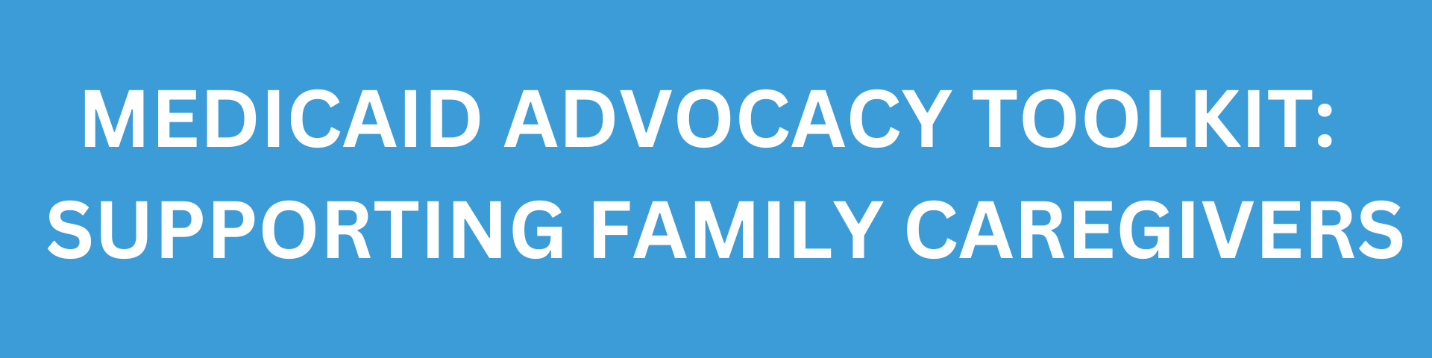 MEDICAID ADVOCACY TOOLKIT:
SUPPORTING FAMILY CAREGIVERS